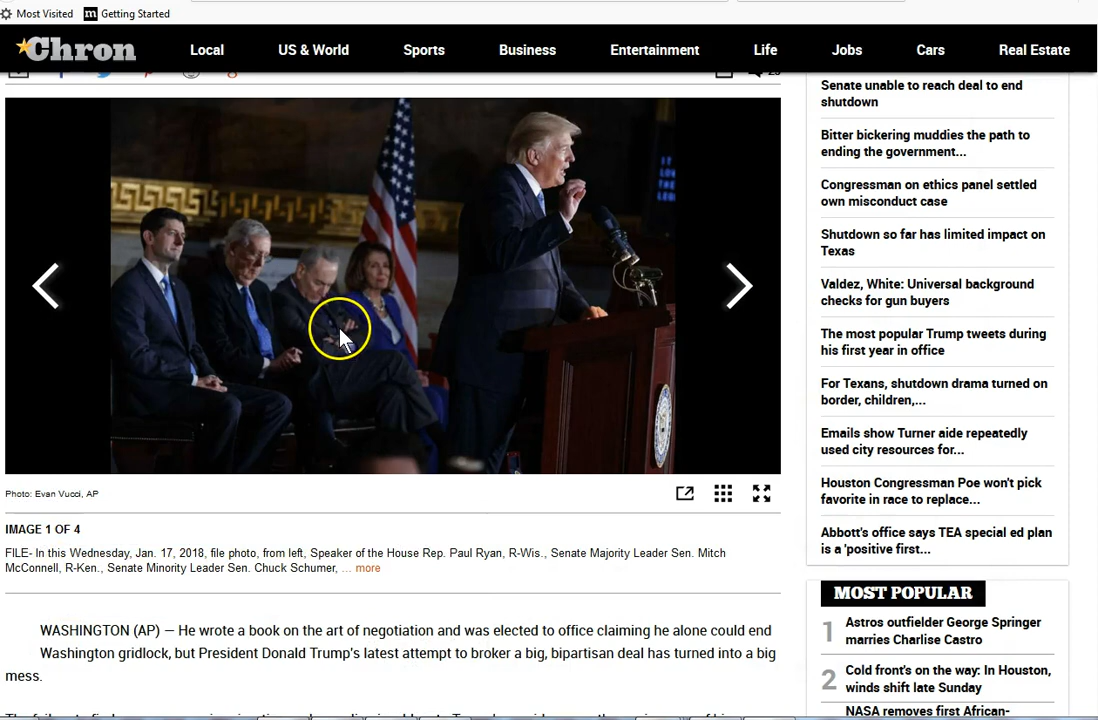 Most Visited
Getting Started
Chron
Local
US & World
Sports
Business
Entertainment
Life
Jobs
Cars
Real Estate
Photo: Evan Vucci, AP
IMAGE 1 OF 4
FILE- In this Wednesday, Jan. 17, 2018, file photo, from left, Speaker of the House Rep. Paul Ryan, R-Wis., Senate Majority Leader Sen. Mitch
McConnell, R-Ken., Senate Minority Leader Sen. Chuck Schumer, ... more
WASHINGTON (AP) — He wrote a book on the art of negotiation and was elected to office claiming he alone could end
Washington gridlock, but President Donald Trump's latest attempt to broker a big, bipartisan deal has turned into a big
mess.
Senate unable to reach deal to end
shutdown
Bitter bickering muddies the path to
ending the government...
Congressman on ethics panel settled
own misconduct case
Shutdown so far has limited impact on
Texas
Valdez, White: Universal background
checks for gun buyers
The most popular Trump tweets during
his first year in office
For Texans, shutdown drama turned on
border, children,...
Emails show Turner aide repeatedly
used city resources for...
Houston Congressman Poe won't pick
favorite in race to replace...
Abbott's office says TEA special ed plan
is a 'positive first...
MOST POPULAR
1 Astros outfielder George Springer
marries Charlise Castro
2 Cold front's on the way: In Houston,
winds shift late Sunday
NASA removes first African-